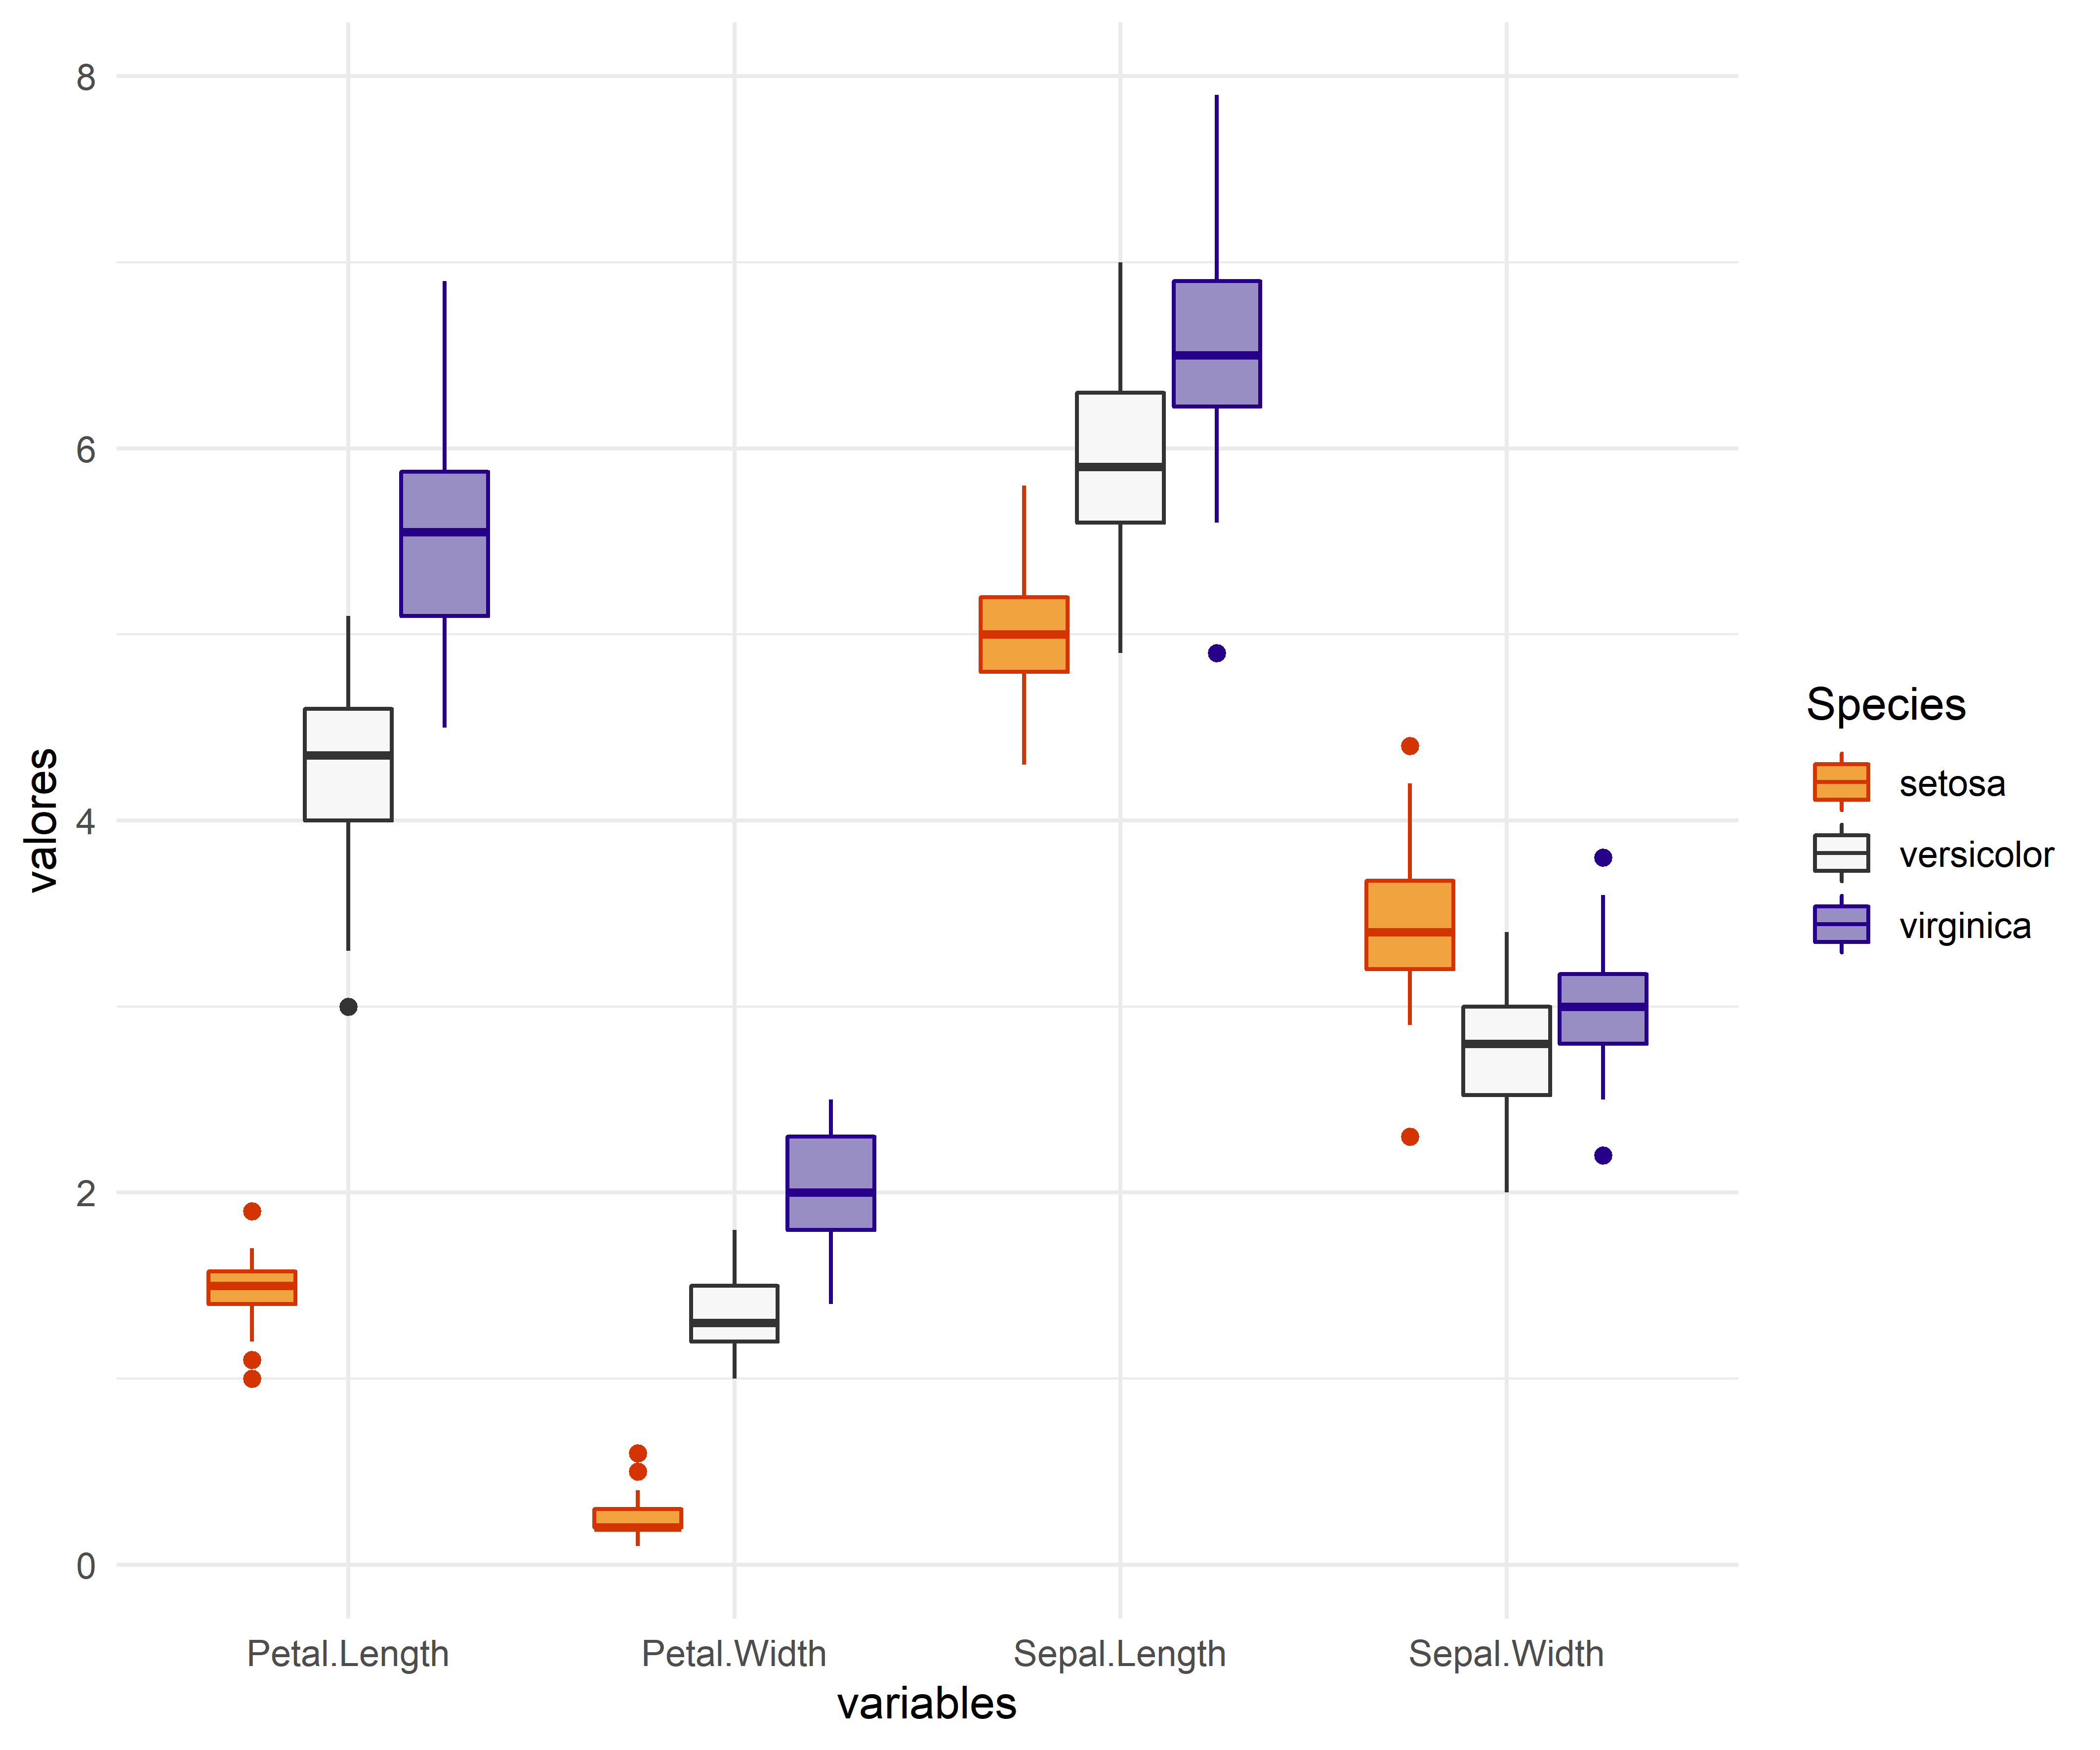 valores
8
6
4
2
0
Petal.Length
Petal.Width
Sepal.Length
Sepal.Width
variables
Species
setosa
versicolor
virginica